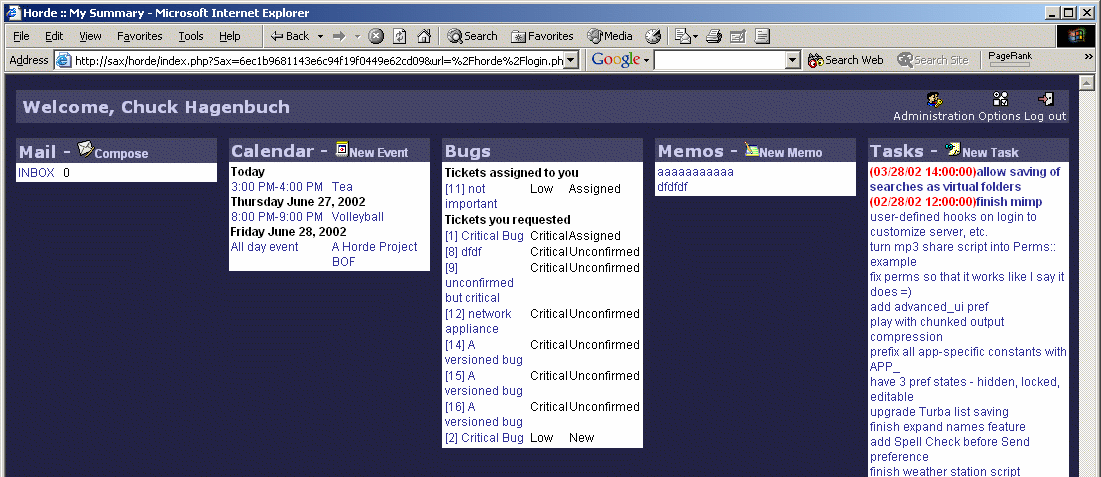 Horde :: My Summary - Microsoft Internet Explorer
File Edit View Favorites Tools Help Back Search Favorites Media
Address http://sax/horde/index.php?Sax=6ec1b9681143e6c94f19f0449e62cd09&url=%2Fhorde%2Flogin.ph Google Search Web Search Site PageRank »
Welcome, Chuck Hagenbuch
Administration Options Log out
Mail - Compose
INBOX 0
Calendar - New Event
Today
3:00 PM-4:00 PM Tea
Thursday June 27, 2002
8:00 PM-9:00 PM Volleyball
Friday June 28, 2002
All day event A Horde Project
BOF
Bugs
Tickets assigned to you
[11] not Low Assigned
important
Tickets you requested
[1] Critical Bug Critical Assigned
[8] dfdf Critical Unconfirmed
[9] Critical Unconfirmed
unconfirmed
but critical
[12] network Critical Unconfirmed
appliance
[14] A Critical Unconfirmed
versioned bug
[15] A Critical Unconfirmed
versioned bug
[16] A Critical Unconfirmed
versioned bug
[2] Critical Bug Low New
Memos - New Memo
aaaaaaaaaaa
dfdfdf
Tasks - New Task
(03/28/02 14:00:00)allow saving of
searches as virtual folders
(02/28/02 12:00:00)finish mimp
user-defined hooks on login to
customize server, etc.
turn mp3 share script into Perms::
example
fix perms so that it works like I say it
does =)
add advanced_ui pref
play with chunked output
compression
prefix all app-specific constants with
APP_
have 3 pref states - hidden, locked,
editable
upgrade Turba list saving
finish expand names feature
add Spell Check before Send
preference
finish weather station script